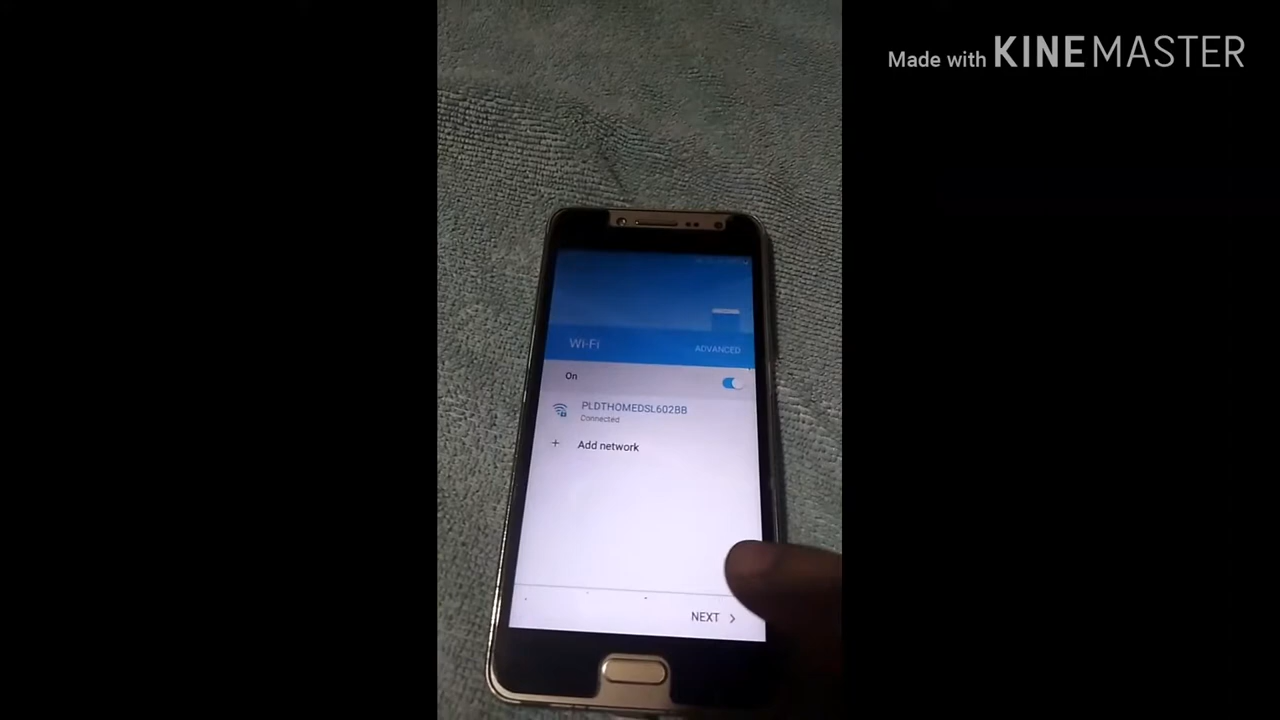 Made with KINEMASTER
Wi-Fi
ADVANCED
On
PLDTHOMEDSL602BB
Connected
+ Add network
NEXT >